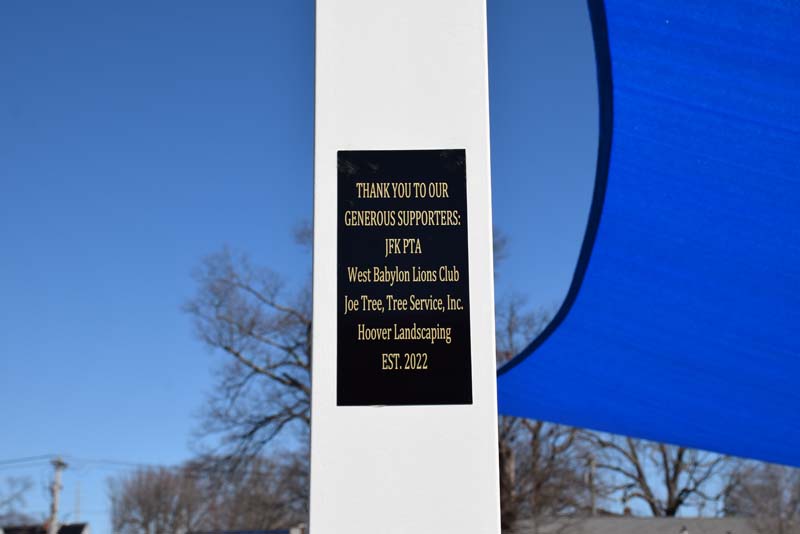 THANK YOU TO OUR
GENEROUS SUPPORTERS:
JFK PTA
West Babylon Lions Club
Joe Tree, Tree Service, Inc.
Hoover Landscaping
EST. 2022